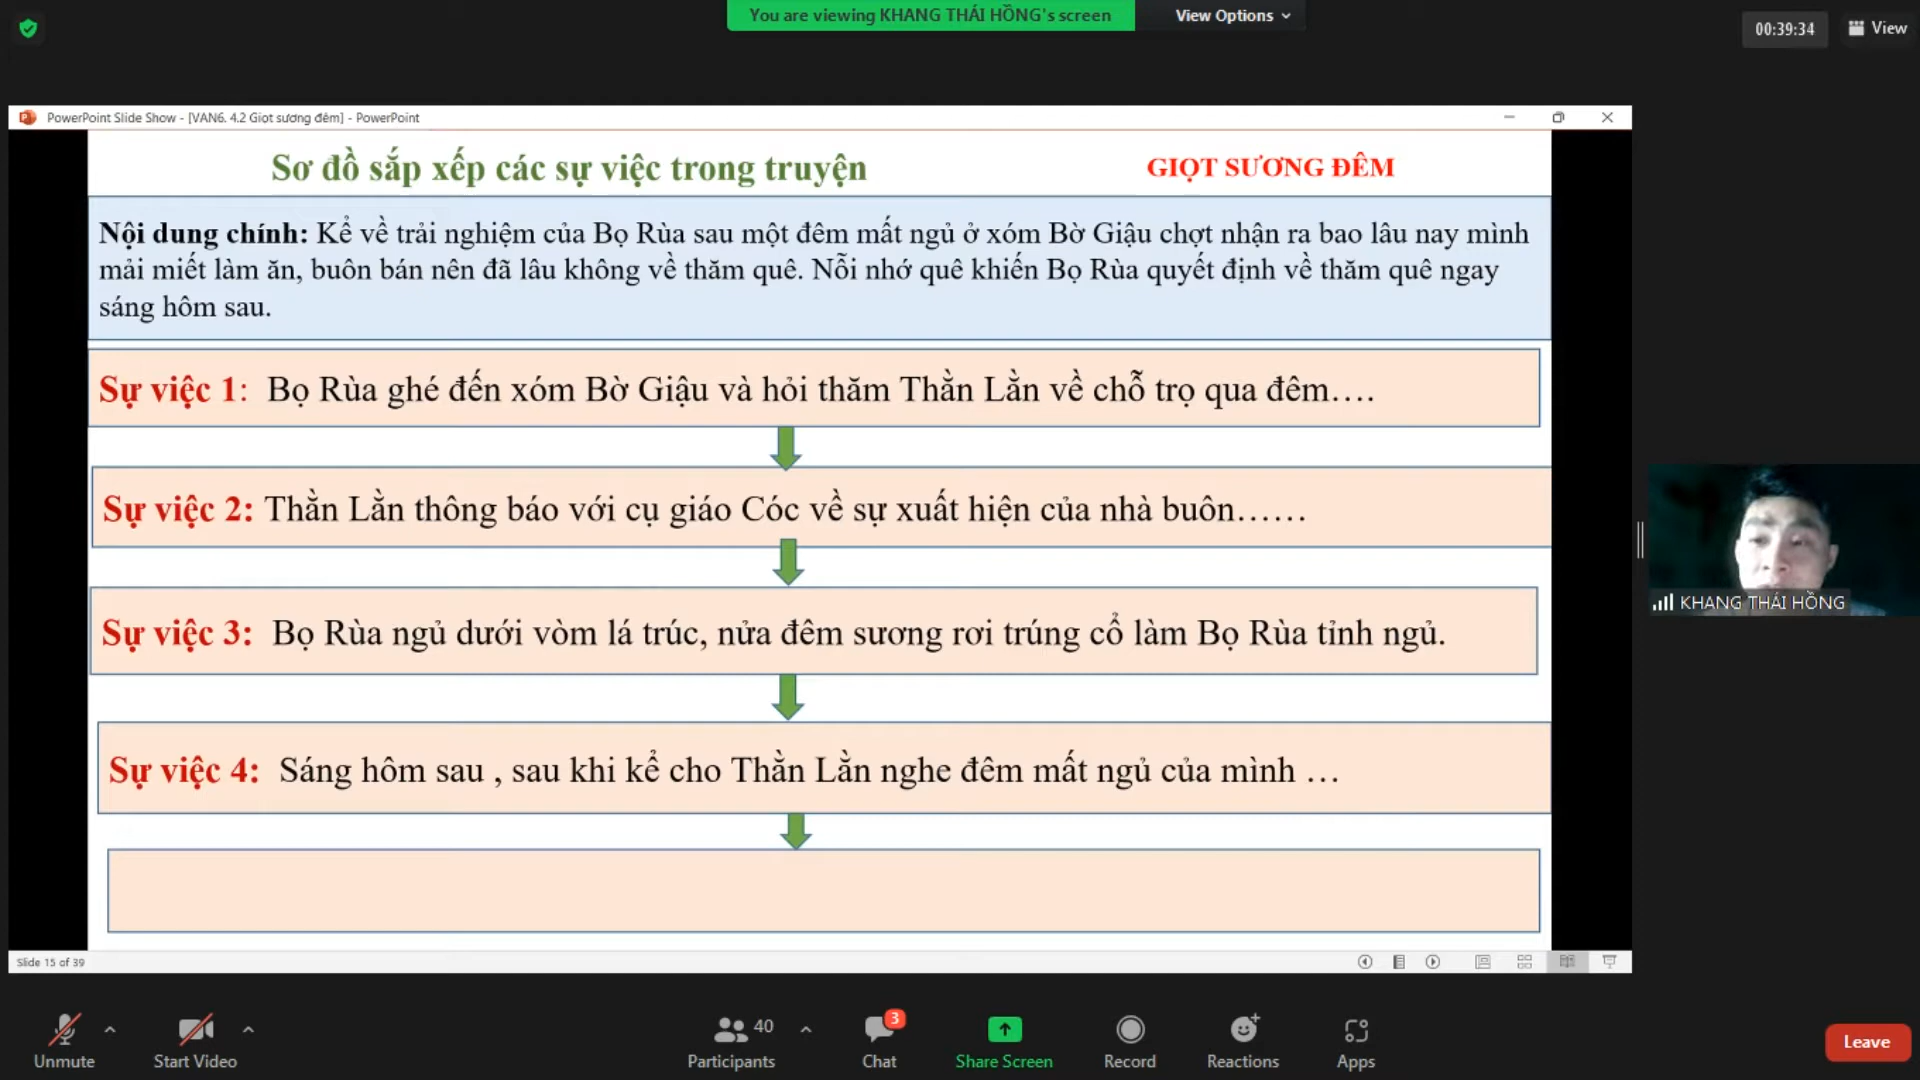 You are viewing KHANG THÁI HỒNG's screen
View Options
00:39:34
View
PowerPoint Slide Show - [VAN6. 4.2 Giọt sương đêm] - PowerPoint
Sơ đồ sắp xếp các sự việc trong truyện
GIỌT SƯƠNG ĐÊM
Nội dung chính: Kể về trải nghiệm của Bọ Rùa sau một đêm mất ngủ ở xóm Bờ Giậu chợt nhận ra bao lâu nay mình
mải miết làm ăn, buôn bán nên đã lâu không về thăm quê. Nỗi nhớ quê khiến Bọ Rùa quyết định về thăm quê ngay
sáng hôm sau.
Sự việc 1: Bọ Rùa ghé đến xóm Bờ Giậu và hỏi thăm Thằn Lằn về chỗ trọ qua đêm….
Sự việc 2: Thằn Lằn thông báo với cụ giáo Cóc về sự xuất hiện của nhà buôn……
Sự việc 3: Bọ Rùa ngủ dưới vòm lá trúc, nửa đêm sương rơi trúng cổ làm Bọ Rùa tỉnh ngủ.
Sự việc 4: Sáng hôm sau , sau khi kể cho Thằn Lằn nghe đêm mất ngủ của mình …
KHANG THÁI HỒNG
Slide 15 of 39
Unmute
Start Video
40
Participants
3
Chat
Share Screen
Record
Reactions
Apps
Leave